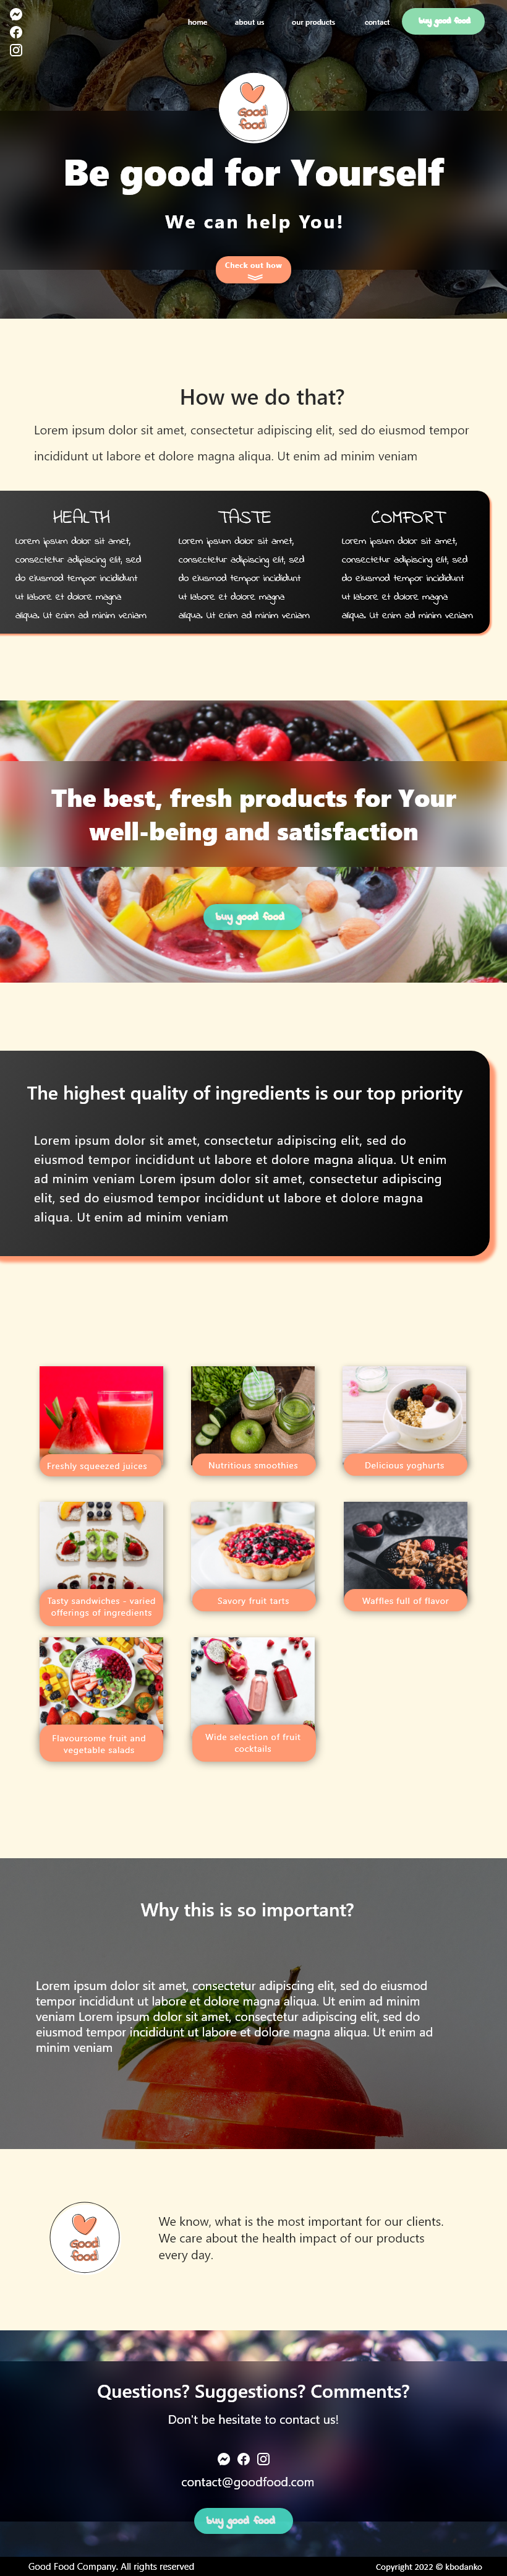 home about us our products contact buy good food
Good
food
Be good for Yourself
We can help You!
Check out how
How we do that?
Lorem ipsum dolor sit amet, consectetur adipiscing elit, sed do eiusmod tempor
incididunt ut labore et dolore magna aliqua. Ut enim ad minim veniam
HEALTH
Lorem ipsum dolor sit amet,
consectetur adipiscing elit, sed
do eiusmod tempor incididunt
ut labore et dolore magna
aliqua. Ut enim ad minim veniam
TASTE
Lorem ipsum dolor sit amet,
consectetur adipiscing elit, sed
do eiusmod tempor incididunt
ut labore et dolore magna
aliqua. Ut enim ad minim veniam
COMFORT
Lorem ipsum dolor sit amet,
consectetur adipiscing elit, sed
do eiusmod tempor incididunt
ut labore et dolore magna
aliqua. Ut enim ad minim veniam
The best, fresh products for Your
well-being and satisfaction
buy good food
The highest quality of ingredients is our top priority
Lorem ipsum dolor sit amet, consectetur adipiscing elit, sed do
eiusmod tempor incididunt ut labore et dolore magna aliqua. Ut enim
ad minim veniam Lorem ipsum dolor sit amet, consectetur adipiscing
elit, sed do eiusmod tempor incididunt ut labore et dolore magna
aliqua. Ut enim ad minim veniam
Freshly squeezed juices
Nutritious smoothies
Delicious yoghurts
Tasty sandwiches - varied
offerings of ingredients
Savory fruit tarts
Waffles full of flavor
Flavoursome fruit and
vegetable salads
Wide selection of fruit
cocktails
Why this is so important?
Lorem ipsum dolor sit amet, consectetur adipiscing elit, sed do eiusmod
tempor incididunt ut labore et dolore magna aliqua. Ut enim ad minim
veniam Lorem ipsum dolor sit amet, consectetur adipiscing elit, sed do
eiusmod tempor incididunt ut labore et dolore magna aliqua. Ut enim ad
minim veniam
Good
food
We know, what is the most important for our clients.
We care about the health impact of our products
every day.
Questions? Suggestions? Comments?
Don't be hesitate to contact us!
contact@goodfood.com
buy good food
Good Food Company. All rights reserved
Copyright 2022 © kbodanko